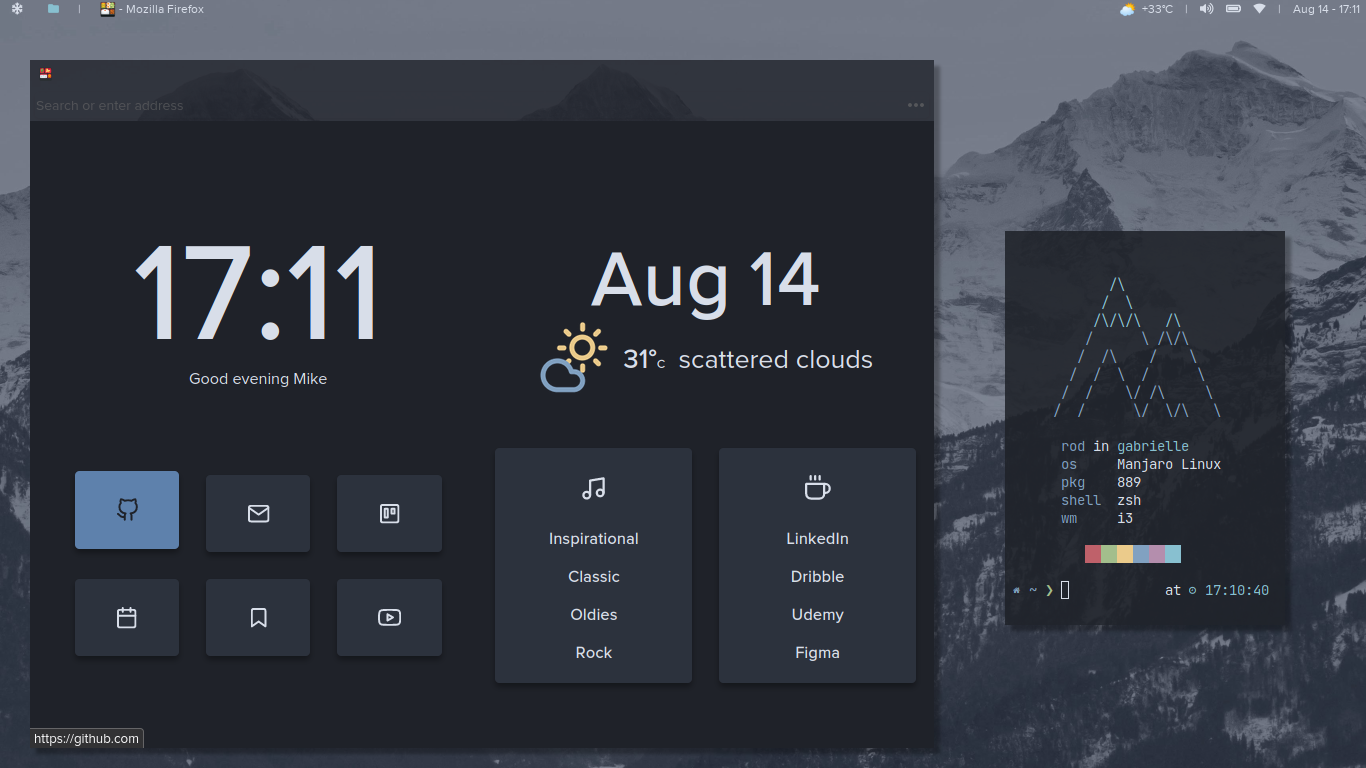 - Mozilla Firefox
+33°C
Aug 14 - 17:11
Search or enter address
17:11
Good evening Mike
Aug 14
31°c scattered clouds
Inspirational
Classic
Oldies
Rock
LinkedIn
Dribble
Udemy
Figma
https://github.com
rod in gabrielle
os Manjaro Linux
pkg 889
shell zsh
wm i3
~ ❯ at 17:10:40